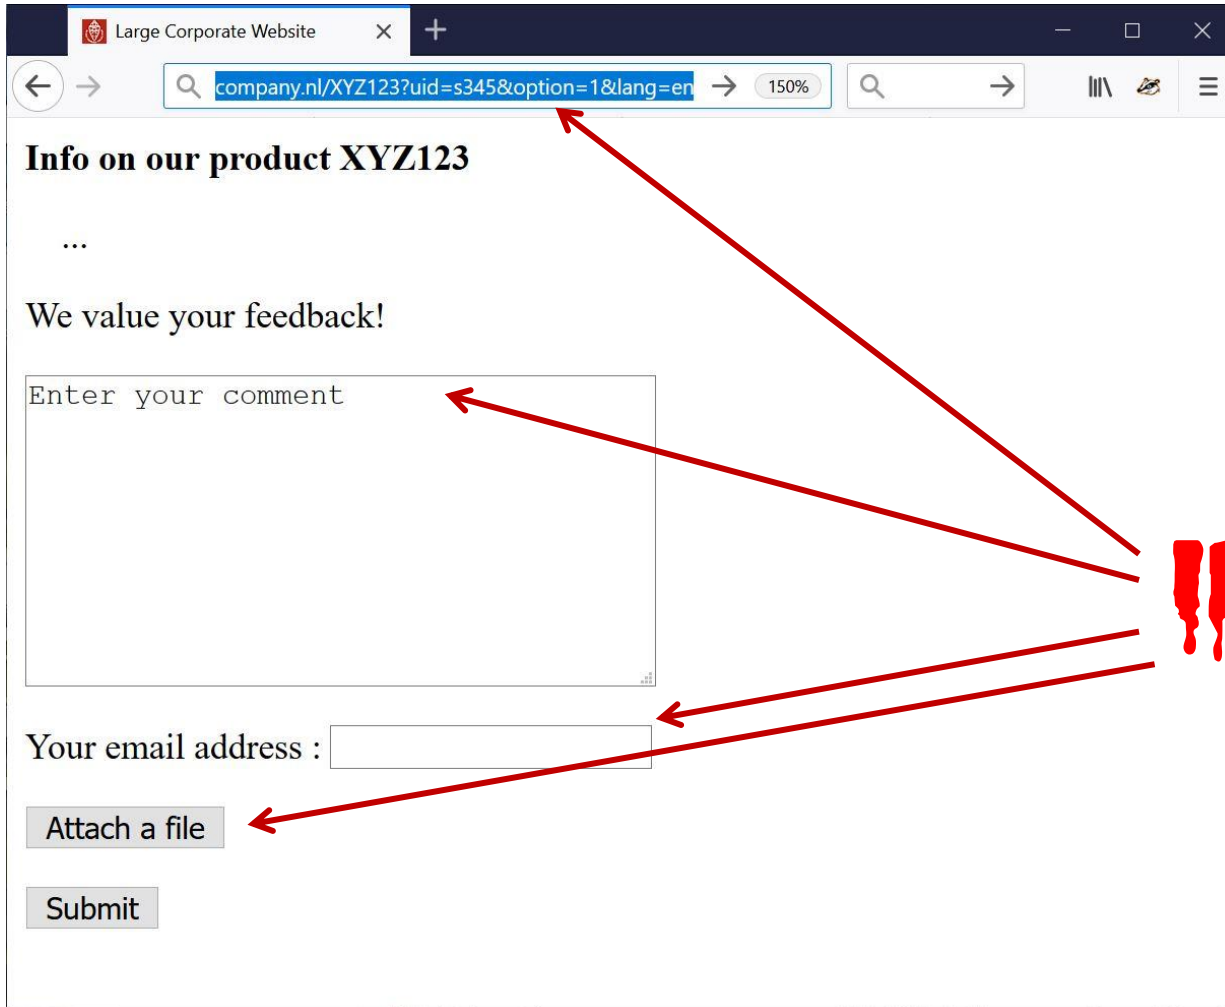 Large Corporate Website
company.nl/XYZ123?uid=s345&option=1&lang=en 150%
Info on our product XYZ123
...
We value your feedback!
Enter your comment
Your email address :
Attach a file
Submit